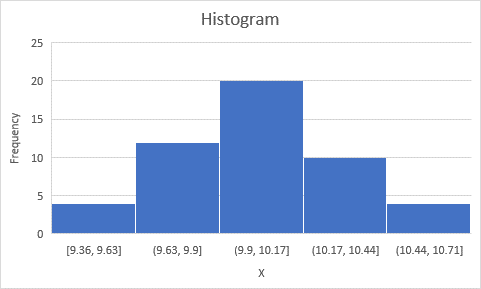 Histogram
25
20
15
10
5
0
Frequency
[9.36, 9.63] (9.63, 9.9] (9.9, 10.17] (10.17, 10.44] (10.44, 10.71]
X